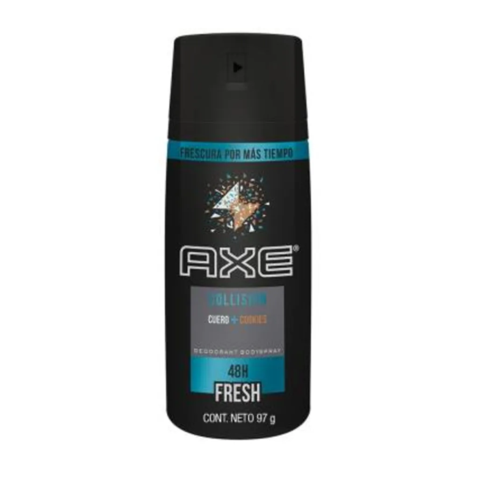 FRESCURA POR MÁS TIEMPO
AXE®
COLLISION
CUERO + COOKIES
DEODORANT BODYSPRAY
48H
FRESH
CONT. NETO 97 g